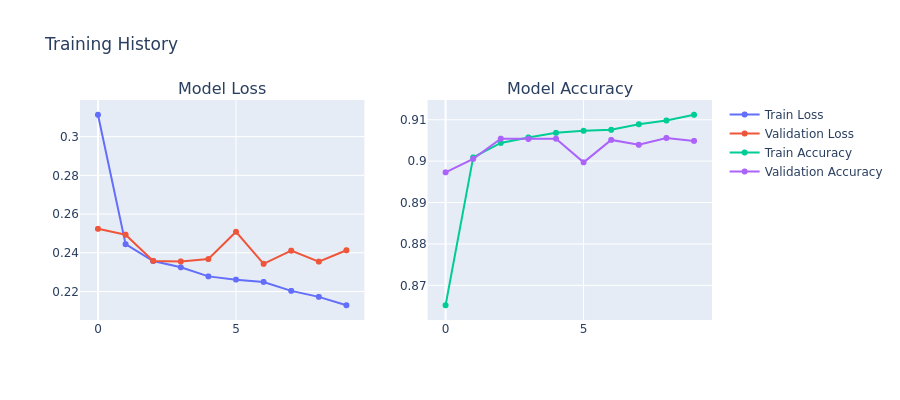 Training History
Model Loss
Model Accuracy
0.3
0.28
0.26
0.24
0.22
0
5
0.91
0.9
0.89
0.88
0.87
0
5
Train Loss
Validation Loss
Train Accuracy
Validation Accuracy